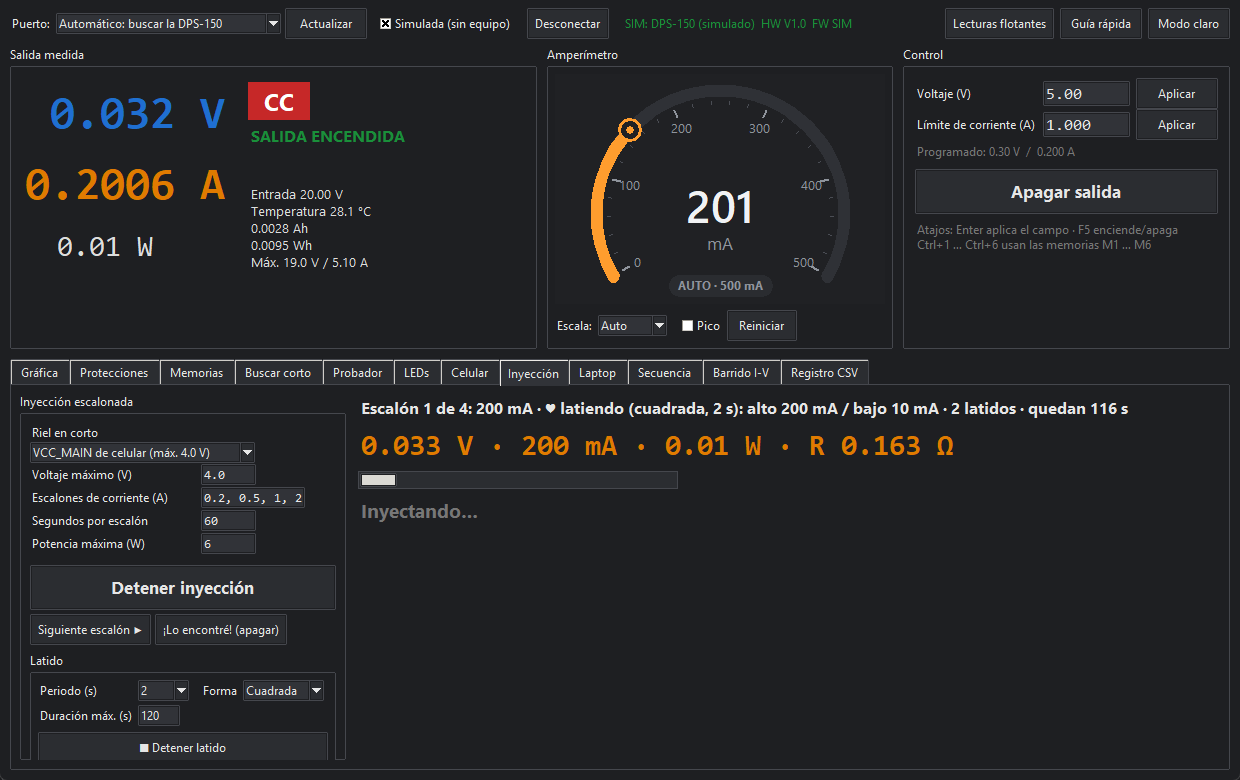 Puerto: Automático: buscar la DPS-150 Actualizar Simulada (sin equipo) Desconectar SIM: DPS-150 (simulado) HW V1.0 FW SIM Lecturas flotantes Guía rápida Modo claro
Salida medida
0.032 V
CC
SALIDA ENCENDIDA
0.2006 A
0.01 W
Entrada 20.00 V
Temperatura 28.1 °C
0.0028 Ah
0.0095 Wh
Máx. 19.0 V / 5.10 A
Amperímetro
200 300
100 400
201
mA
0 500
AUTO · 500 mA
Escala: Auto Pico Reiniciar
Control
Voltaje (V) 5.00 Aplicar
Límite de corriente (A) 1.000 Aplicar
Programado: 0.30 V / 0.200 A
Apagar salida
Atajos: Enter aplica el campo · F5 enciende/apaga
Ctrl+1 ... Ctrl+6 usan las memorias M1 ... M6
Gráfica Protecciones Memorias Buscar corto Probador LEDs Celular Inyección Laptop Secuencia Barrido I-V Registro CSV
Inyección escalonada
Riel en corto
VCC_MAIN de celular (máx. 4.0 V)
Voltaje máximo (V) 4.0
Escalones de corriente (A) 0.2, 0.5, 1, 2
Segundos por escalón 60
Potencia máxima (W) 6
Detener inyección
Siguiente escalón ▶ ¡Lo encontré! (apagar)
Latido
Periodo (s) 2 Forma Cuadrada
Duración máx. (s) 120
■ Detener latido
Escalón 1 de 4: 200 mA · ♥ latiendo (cuadrada, 2 s): alto 200 mA / bajo 10 mA · 2 latidos · quedan 116 s
0.033 V · 200 mA · 0.01 W · R 0.163 Ω
Inyectando...